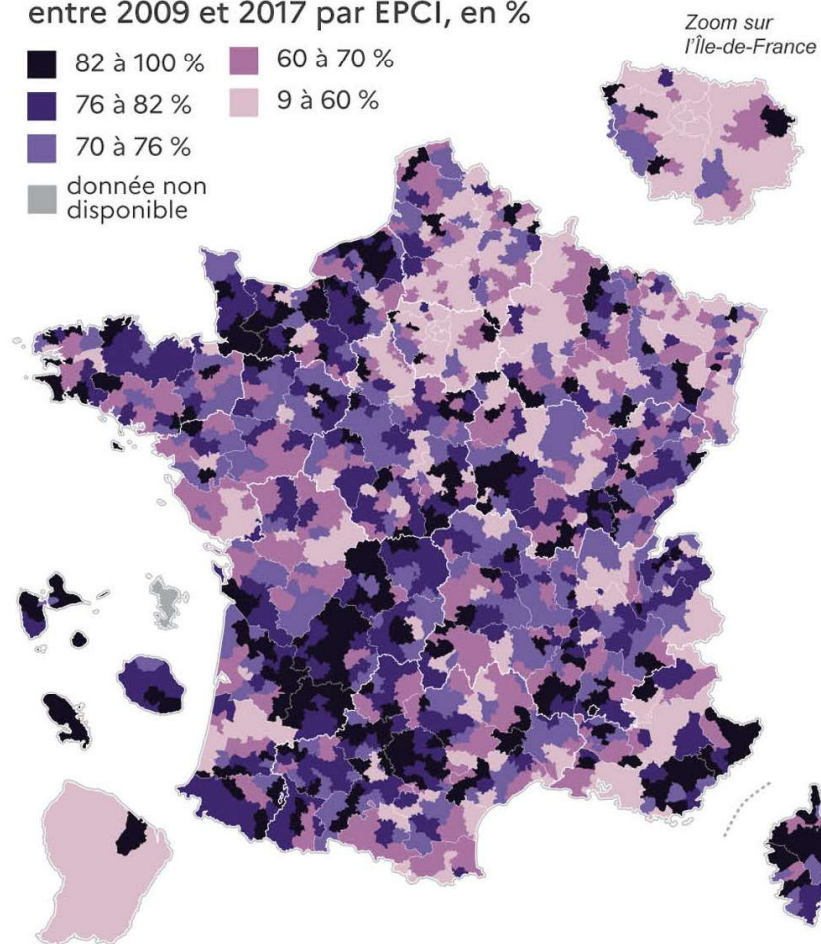 entre 2009 et 2017 par EPCI, en %
82 à 100 %
76 à 82 %
70 à 76 %
donnée non
disponible
60 à 70 %
9 à 60 %
Zoom sur
l'Île-de-France